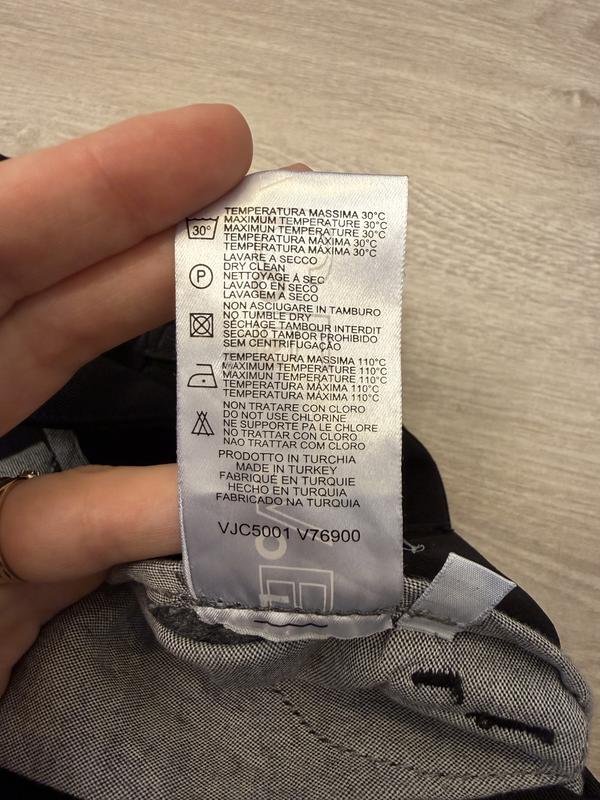 30°
TEMPERATURA MASSIMA 30°C
MAXIMUM TEMPERATURE 30°C
MAXIMUN TEMPERATURE 30°C
TEMPERATURA MÁXIMA 30°C
TEMPERATURA MÁXIMA 30°C
P
LAVARE A SECCO
DRY CLEAN
NETTOYAGE Á SEC
LAVADO EN SECO
LAVAGEM A SECO
NON ASCIUGARE IN TAMBURO
NO TUMBLE DRY
SÉCHAGE TAMBOUR INTERDIT
SECADO TAMBOR PROHIBIDO
SEM CENTRIFUGAÇÃO
TEMPERATURA MASSIMA 110°C
MAXIMUM TEMPERATURE 110°C
MAXIMUN TEMPERATURE 110°C
TEMPERATURA MÁXIMA 110°C
TEMPERATURA MÁXIMA 110°C
NON TRATARE CON CLORO
DO NOT USE CHLORINE
NE SUPPORTE PA LE CHLORE
NO TRATTAR CON CLORO
NAO TRATTAR COM CLORO
PRODOTTO IN TURCHIA
MADE IN TURKEY
FABRIQUÉ EN TURQUIE
HECHO EN TURQUIA
FABRICADO NA TURQUIA
VJC5001 V76900